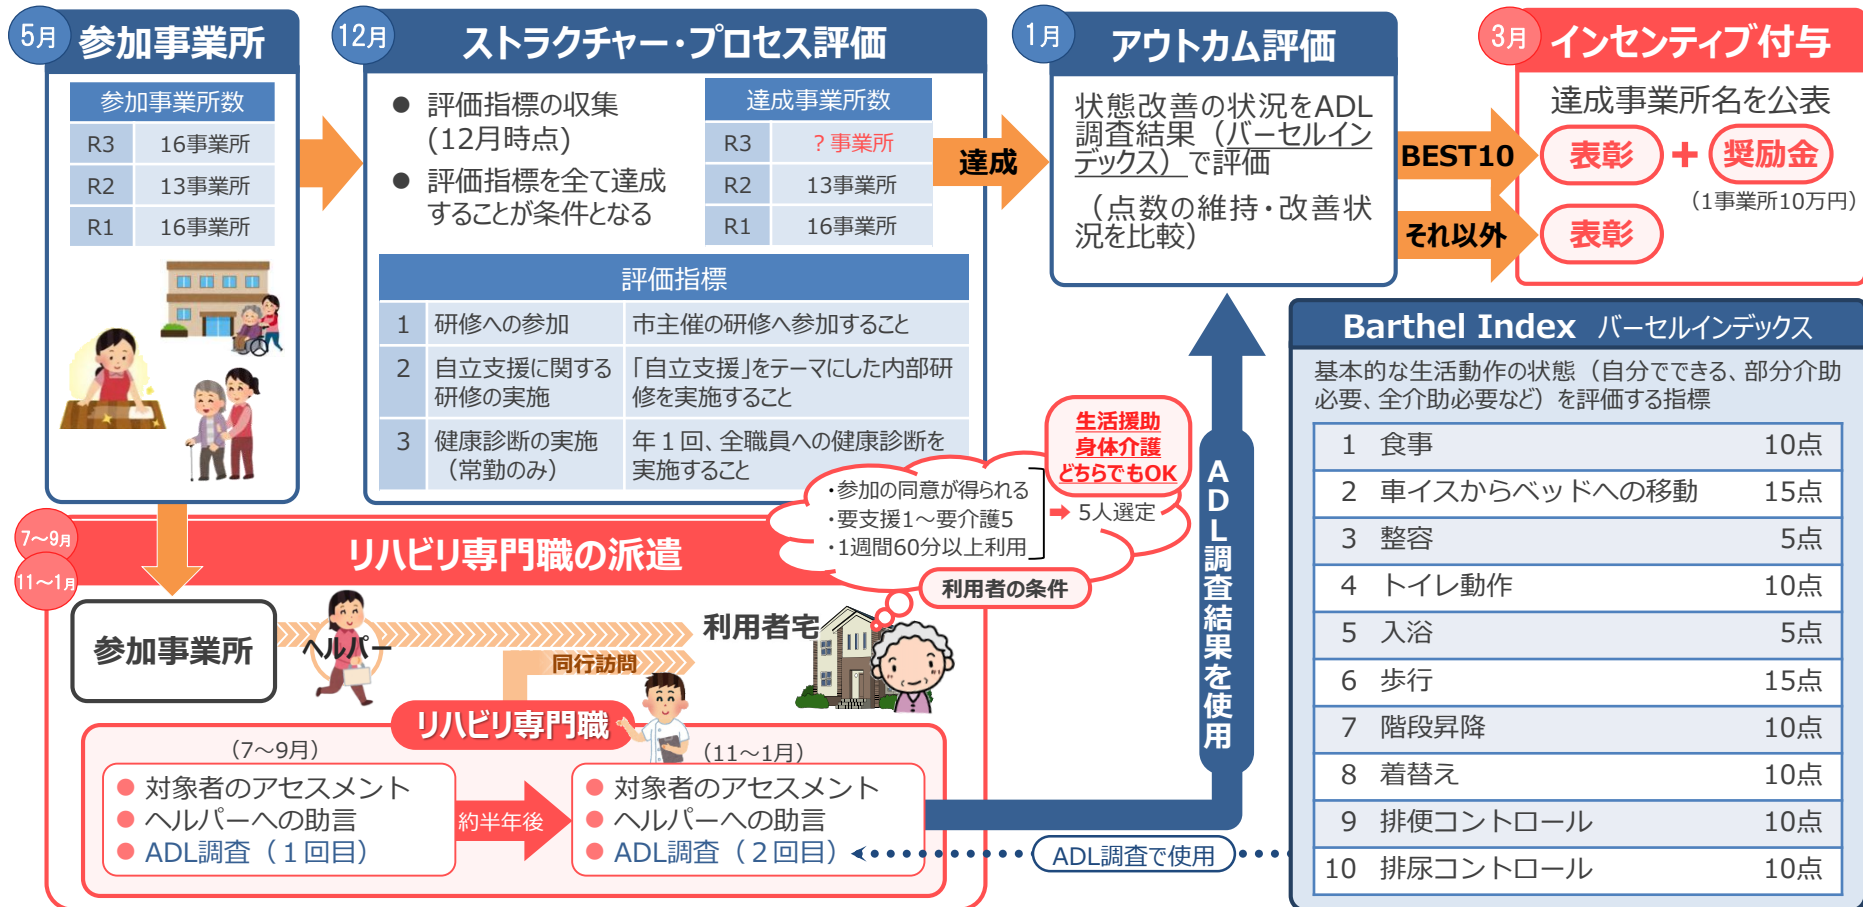 5月 参加事業所
参加事業所数
R3 16事業所
R2 13事業所
R1 16事業所
12月 ストラクチャー・プロセス評価
● 評価指標の収集
(12月時点)
● 評価指標を全て達成
することが条件となる
達成事業所数
R3 ？事業所
R2 13事業所
R1 16事業所
評価指標
1 研修への参加 市主催の研修へ参加すること
2 自立支援に関する
研修の実施
「自立支援」をテーマにした内部研
修を実施すること
3 健康診断の実施
（常勤のみ）
年１回、全職員への健康診断を
実施すること
達成
1月 アウトカム評価
状態改善の状況をADL
調査結果（バーセルイン
デックス）で評価
（点数の維持・改善状
況を比較）
BEST10
それ以外
3月 インセンティブ付与
達成事業所名を公表
表彰 + 奨励金
（1事業所10万円）
表彰
7～9月
11～1月
リハビリ専門職の派遣
・参加の同意が得られる
・要支援1～要介護5
・1週間60分以上利用
➡ 5人選定
生活援助
身体介護
どちらでもOK
利用者の条件
参加事業所
ヘルパー
同行訪問
利用者宅
リハビリ専門職
（7～9月）
● 対象者のアセスメント
● ヘルパーへの助言
● ADL調査（１回目）
約半年後
（11～1月）
● 対象者のアセスメント
● ヘルパーへの助言
● ADL調査（２回目）
ADL調査で使用
ADL調査結果を使用
Barthel Index バーセルインデックス
基本的な生活動作の状態（自分でできる、部分介助
必要、全介助必要など）を評価する指標
1 食事 10点
2 車イスからベッドへの移動 15点
3 整容 5点
4 トイレ動作 10点
5 入浴 5点
6 歩行 15点
7 階段昇降 10点
8 着替え 10点
9 排便コントロール 10点
10 排尿コントロール 10点